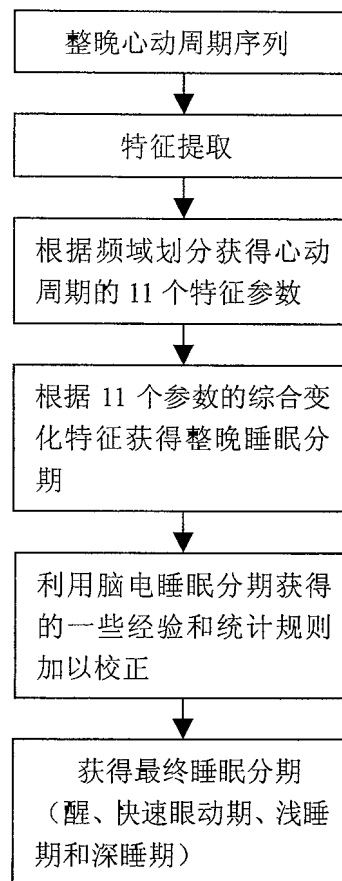 整晚心动周期序列
特征提取
根据频域划分获得心动
周期的 11 个特征参数
根据 11 个参数的综合变
化特征获得整晚睡眠分
期
利用脑电睡眠分期获得
的一些经验和统计规则
加以校正
获得最终睡眠分期
（醒、快速眼动期、浅睡
期和深睡期）